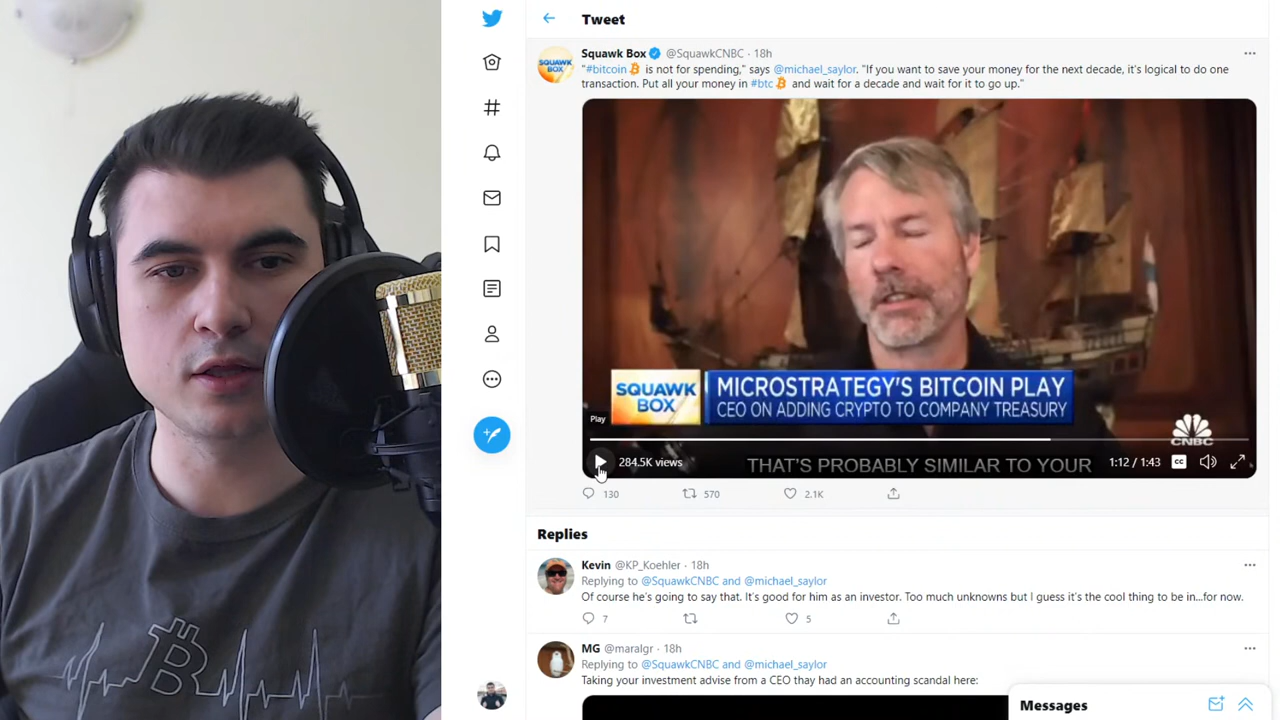 Tweet
Squawk Box @SquawkCNBC · 18h
"#bitcoin is not for spending," says @michael_saylor. "If you want to save your money for the next decade, it's logical to do one
transaction. Put all your money in #btc and wait for a decade and wait for it to go up."
SQUAWK
BOX
MICROSTRATEGY'S BITCOIN PLAY
CEO ON ADDING CRYPTO TO COMPANY TREASURY
CNBC
Play
284.5K views
THAT'S PROBABLY SIMILAR TO YOUR
1:12 / 1:43
CC
130 570 2.1K
Replies
Kevin @KP_Koehler · 18h
Replying to @SquawkCNBC and @michael_saylor
Of course he's going to say that. It's good for him as an investor. Too much unknowns but I guess it's the cool thing to be in...for now.
7 5
MG @maralgr · 18h
Replying to @SquawkCNBC and @michael_saylor
Taking your investment advise from a CEO thay had an accounting scandal here:
Messages